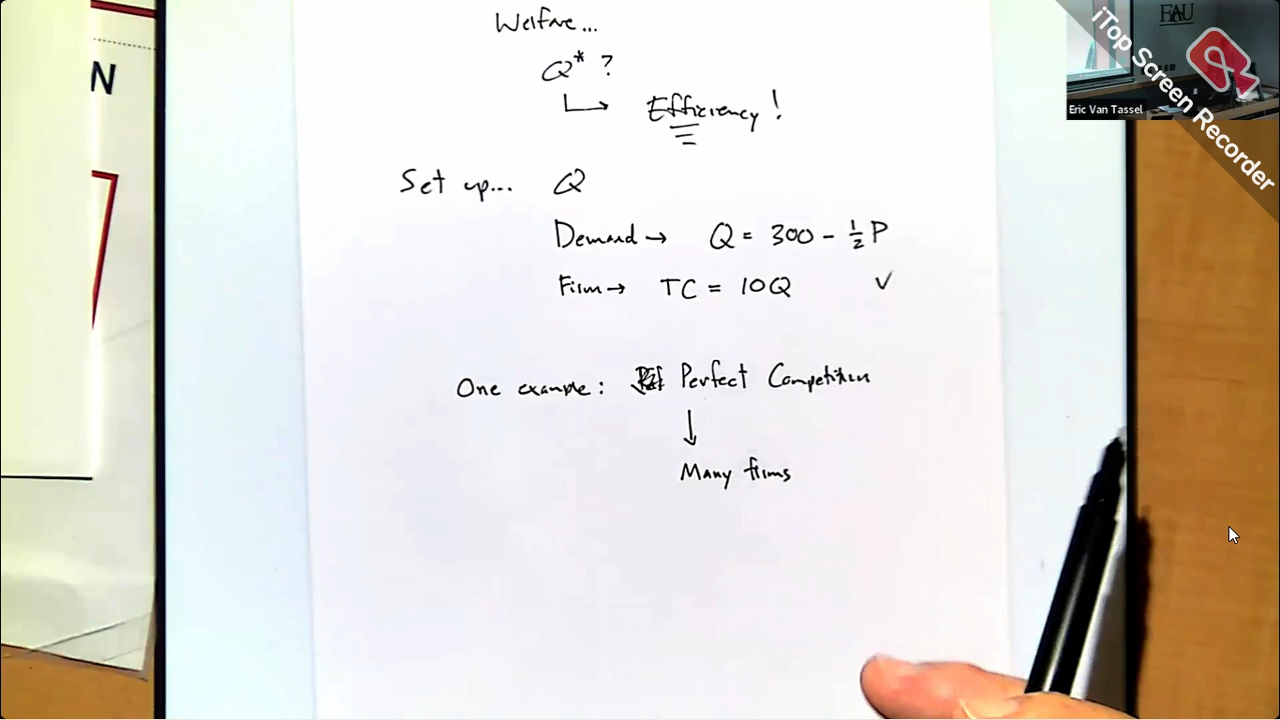 Welfare...
Q* ?
Efficiency!
Set up... Q
Demand → Q = 300 - ½P
Firm → TC = 10Q ✓
One example: Perfect Competition
↓
Many firms
N
FAU
Eric Van Tassel
iTop Screen Recorder